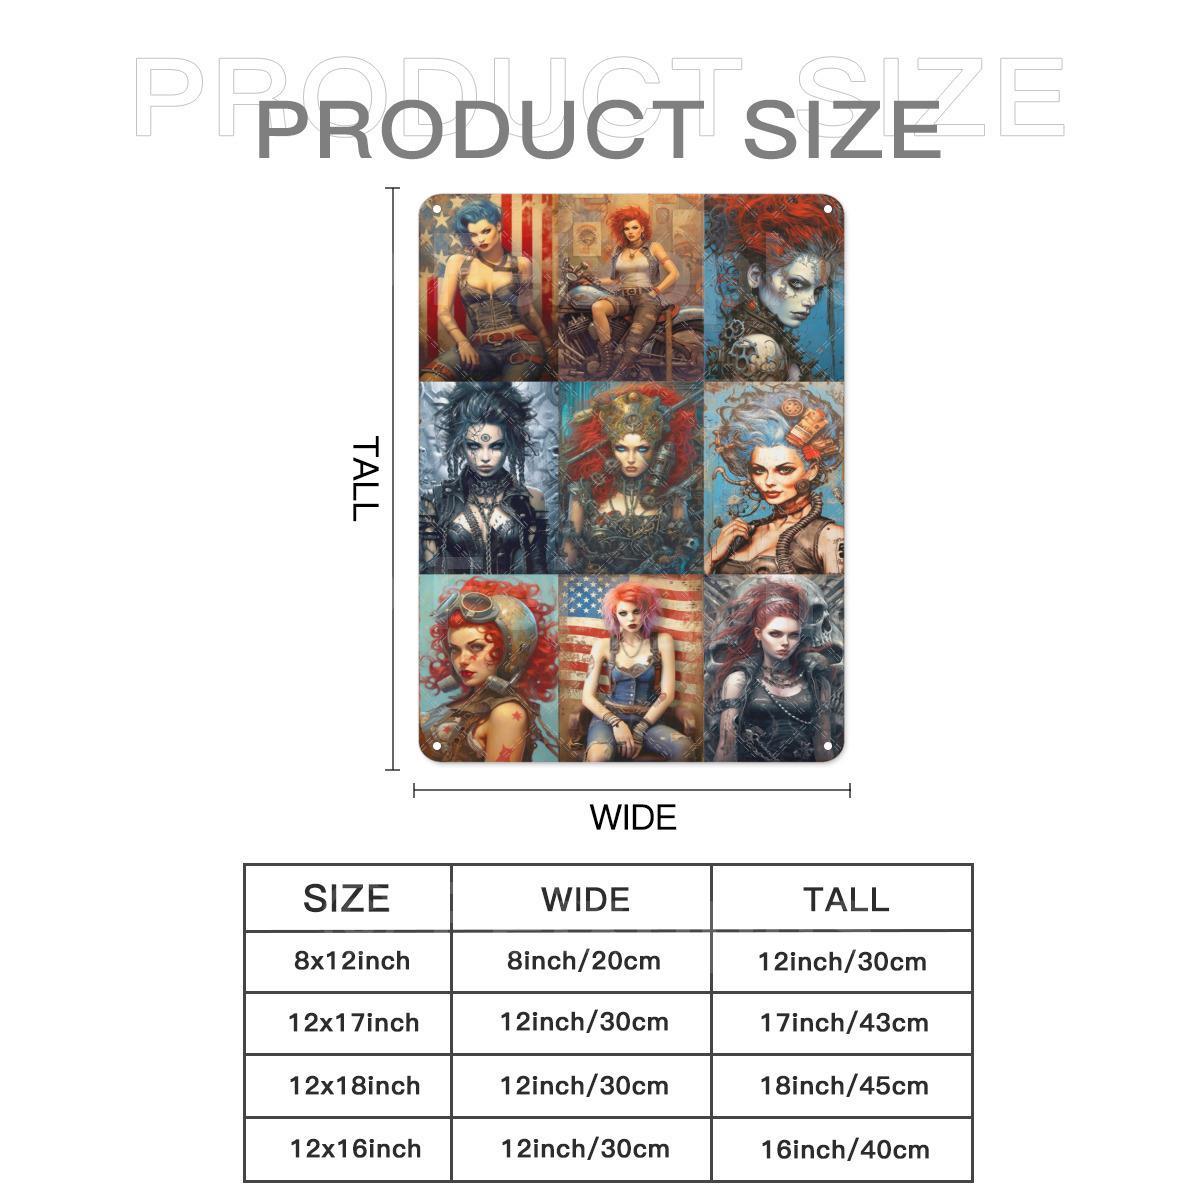 PRODUCT SIZE
PRODUCT SIZE
TALL
WIDE
SIZE WIDE TALL
8x12inch 8inch/20cm 12inch/30cm
12x17inch 12inch/30cm 17inch/43cm
12x18inch 12inch/30cm 18inch/45cm
12x16inch 12inch/30cm 16inch/40cm